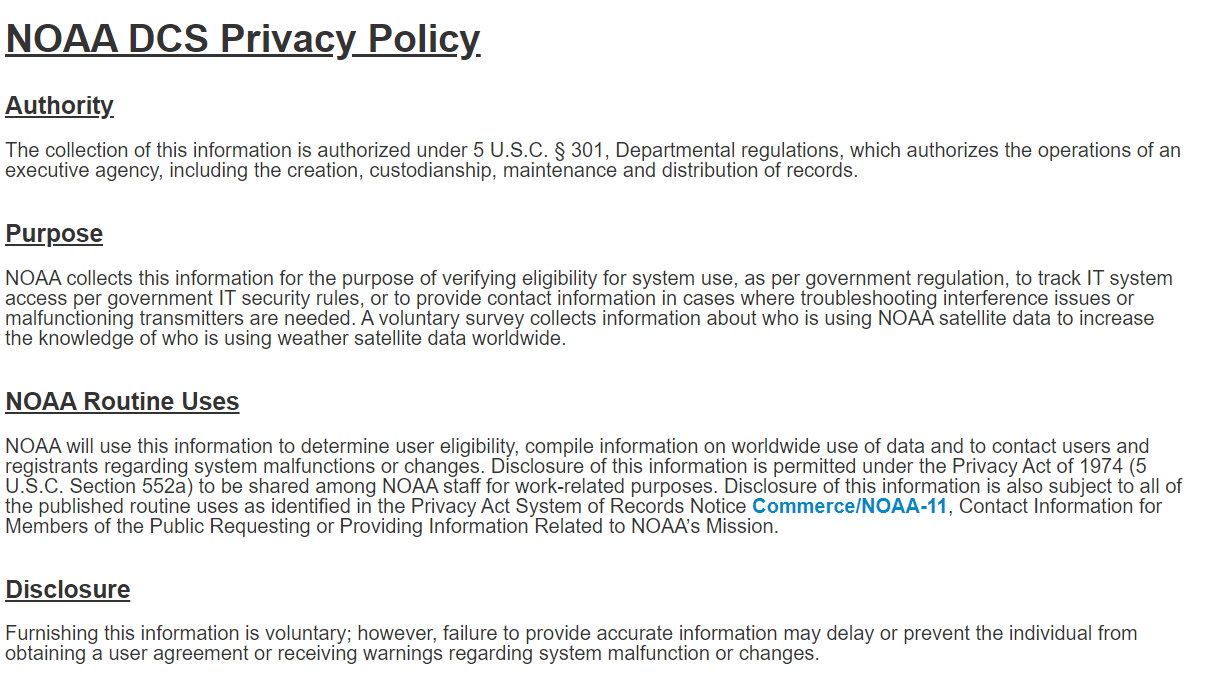 NOAA DCS Privacy Policy
Authority
The collection of this information is authorized under 5 U.S.C. § 301, Departmental regulations, which authorizes the operations of an
executive agency, including the creation, custodianship, maintenance and distribution of records.
Purpose
NOAA collects this information for the purpose of verifying eligibility for system use, as per government regulation, to track IT system
access per government IT security rules, or to provide contact information in cases where troubleshooting interference issues or
malfunctioning transmitters are needed. A voluntary survey collects information about who is using NOAA satellite data to increase
the knowledge of who is using weather satellite data worldwide.
NOAA Routine Uses
NOAA will use this information to determine user eligibility, compile information on worldwide use of data and to contact users and
registrants regarding system malfunctions or changes. Disclosure of this information is permitted under the Privacy Act of 1974 (5
U.S.C. Section 552a) to be shared among NOAA staff for work-related purposes. Disclosure of this information is also subject to all of
the published routine uses as identified in the Privacy Act System of Records Notice Commerce/NOAA-11, Contact Information for
Members of the Public Requesting or Providing Information Related to NOAA’s Mission.
Disclosure
Furnishing this information is voluntary; however, failure to provide accurate information may delay or prevent the individual from
obtaining a user agreement or receiving warnings regarding system malfunction or changes.